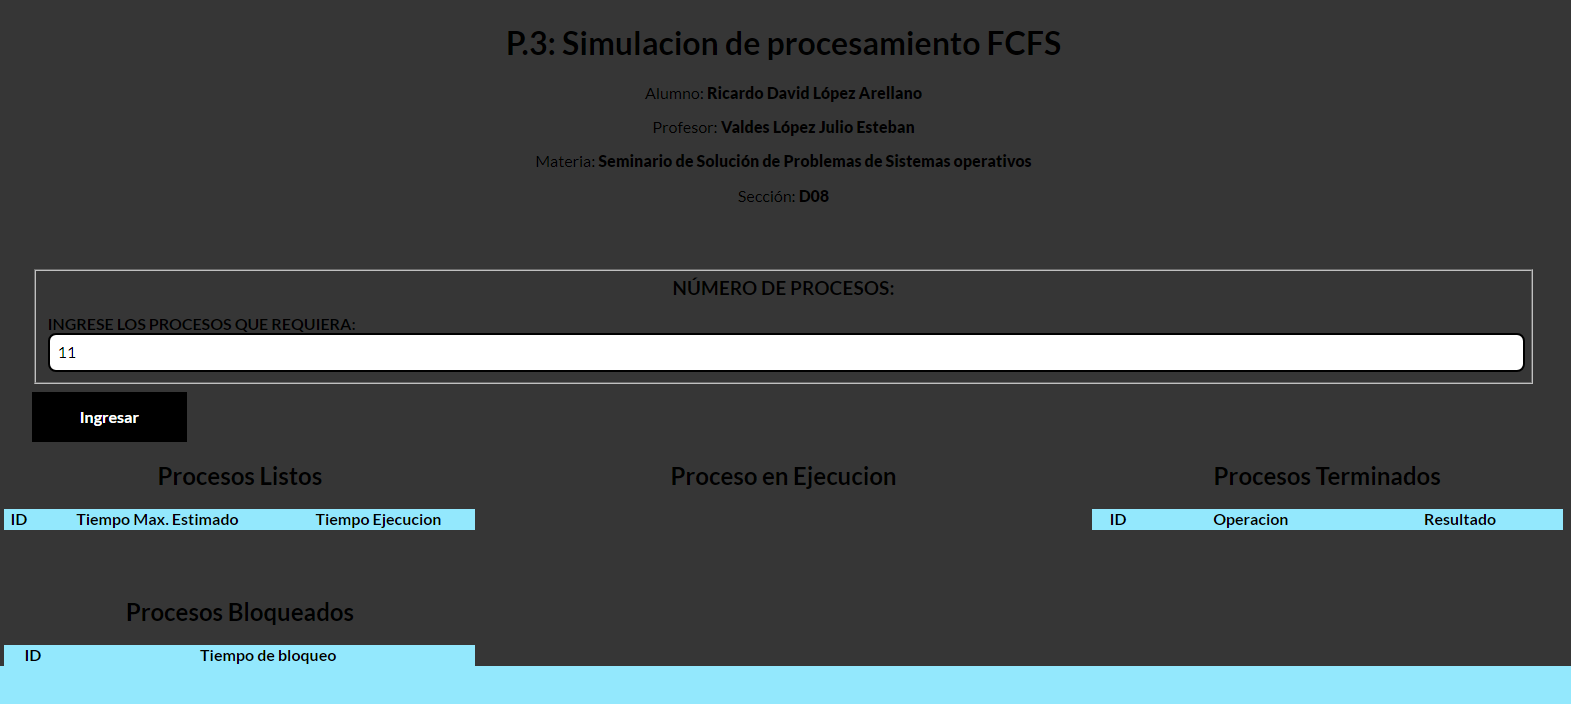 P.3: Simulacion de procesamiento FCFS
Alumno: Ricardo David López Arellano
Profesor: Valdes López Julio Esteban
Materia: Seminario de Solución de Problemas de Sistemas operativos
Sección: D08
NÚMERO DE PROCESOS:
INGRESE LOS PROCESOS QUE REQUIERA:
11
Ingresar
Procesos Listos
ID Tiempo Max. Estimado Tiempo Ejecucion
Proceso en Ejecucion
Procesos Terminados
ID Operacion Resultado
Procesos Bloqueados
ID Tiempo de bloqueo